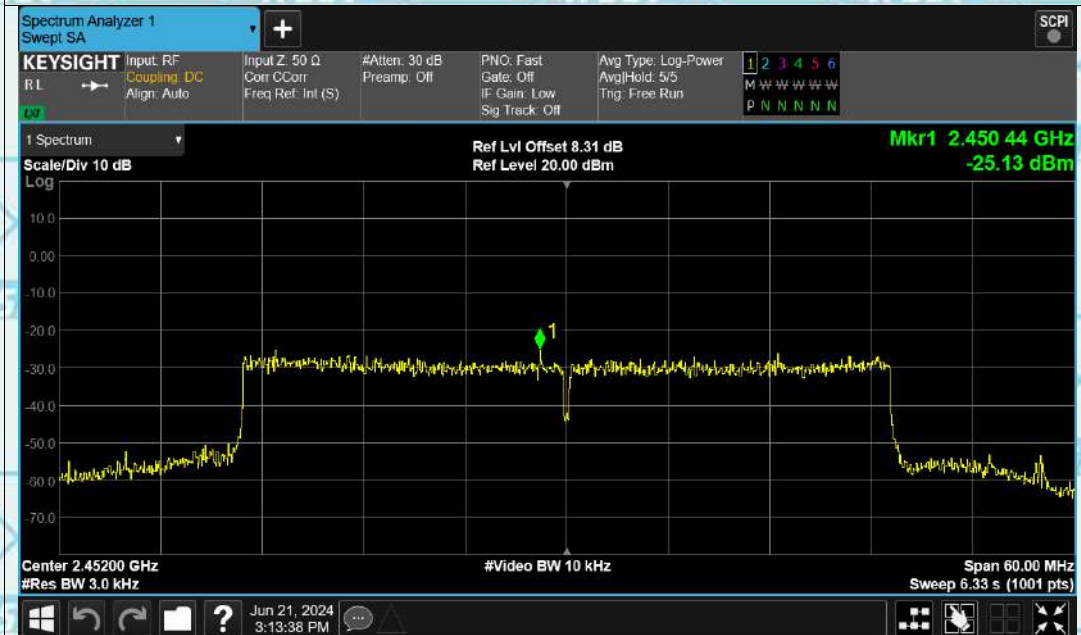 Spectrum Analyzer 1
Swept SA
+
SCPI
KEYSIGHT
RL
LXI
Input: RF
Coupling: DC
Align: Auto
Input Z: 50 Ω
Corr CCorr
Freq Ref: Int (S)
#Atten: 30 dB
Preamp: Off
PNO: Fast
Gate: Off
IF Gain: Low
Sig Track: Off
Avg Type: Log-Power
Avg|Hold: 5/5
Trig: Free Run
1 2 3 4 5 6
M W W W W W
P N N N N N
1 Spectrum
Scale/Div 10 dB
Log
Ref Lvl Offset 8.31 dB
Ref Level 20.00 dBm
Mkr1 2.450 44 GHz
-25.13 dBm
10.0
0.00
-10.0
-20.0
-30.0
-40.0
-50.0
-60.0
-70.0
1
Center 2.45200 GHz
#Res BW 3.0 kHz
#Video BW 10 kHz
Span 60.00 MHz
Sweep 6.33 s (1001 pts)
?
Jun 21, 2024
3:13:38 PM